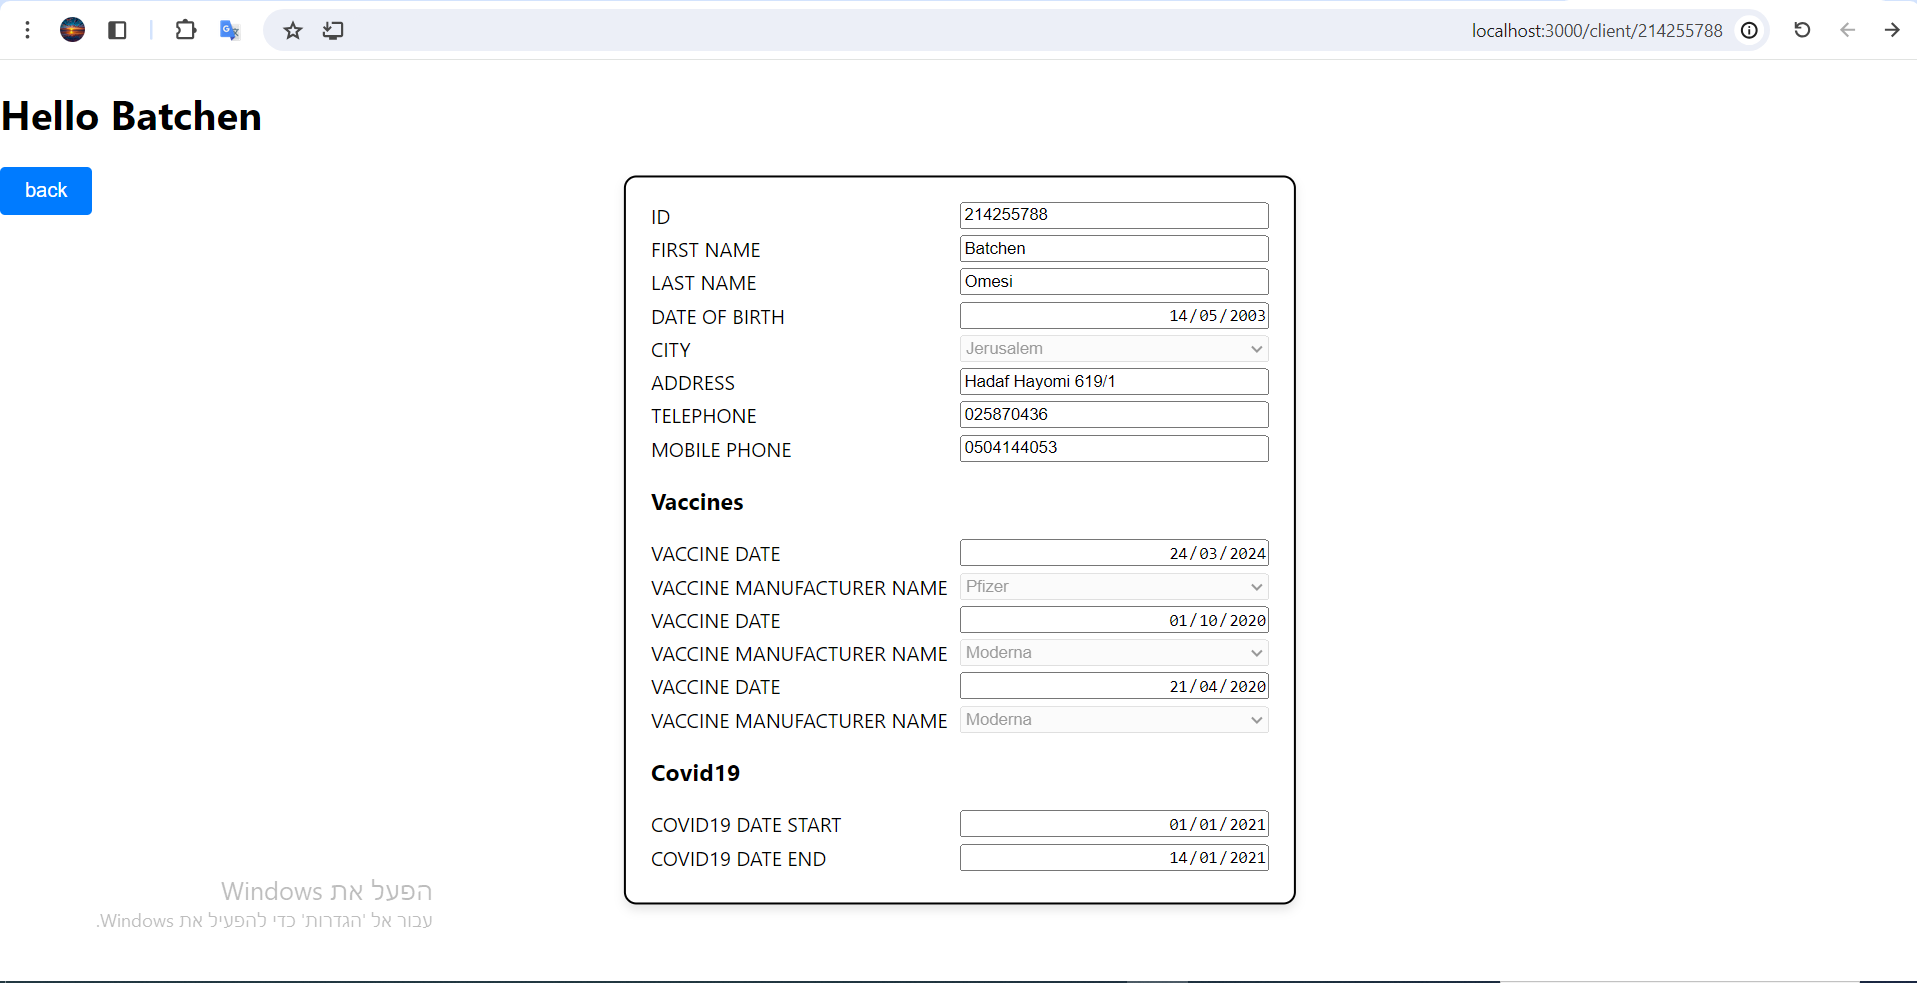 localhost:3000/client/214255788
Hello Batchen
back
ID 214255788
FIRST NAME Batchen
LAST NAME Omesi
DATE OF BIRTH 14/05/2003
CITY Jerusalem
ADDRESS Hadaf Hayomi 619/1
TELEPHONE 025870436
MOBILE PHONE 0504144053
Vaccines
VACCINE DATE 24/03/2024
VACCINE MANUFACTURER NAME Pfizer
VACCINE DATE 01/10/2020
VACCINE MANUFACTURER NAME Moderna
VACCINE DATE 21/04/2020
VACCINE MANUFACTURER NAME Moderna
Covid19
COVID19 DATE START 01/01/2021
COVID19 DATE END 14/01/2021
הפעל את Windows
עבור אל 'הגדרות' כדי להפעיל את Windows.